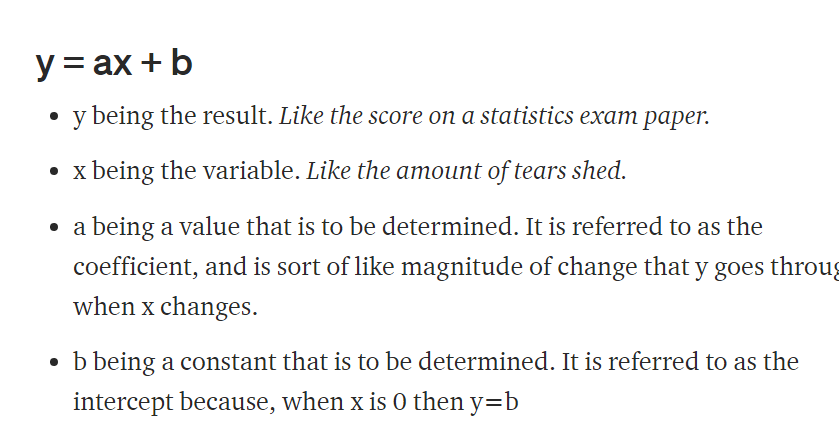 y = ax + b
• y being the result. Like the score on a statistics exam paper.
• x being the variable. Like the amount of tears shed.
• a being a value that is to be determined. It is referred to as the
coefficient, and is sort of like magnitude of change that y goes
when x changes.
• b being a constant that is to be determined. It is referred to as the
intercept because, when x is 0 then y=b